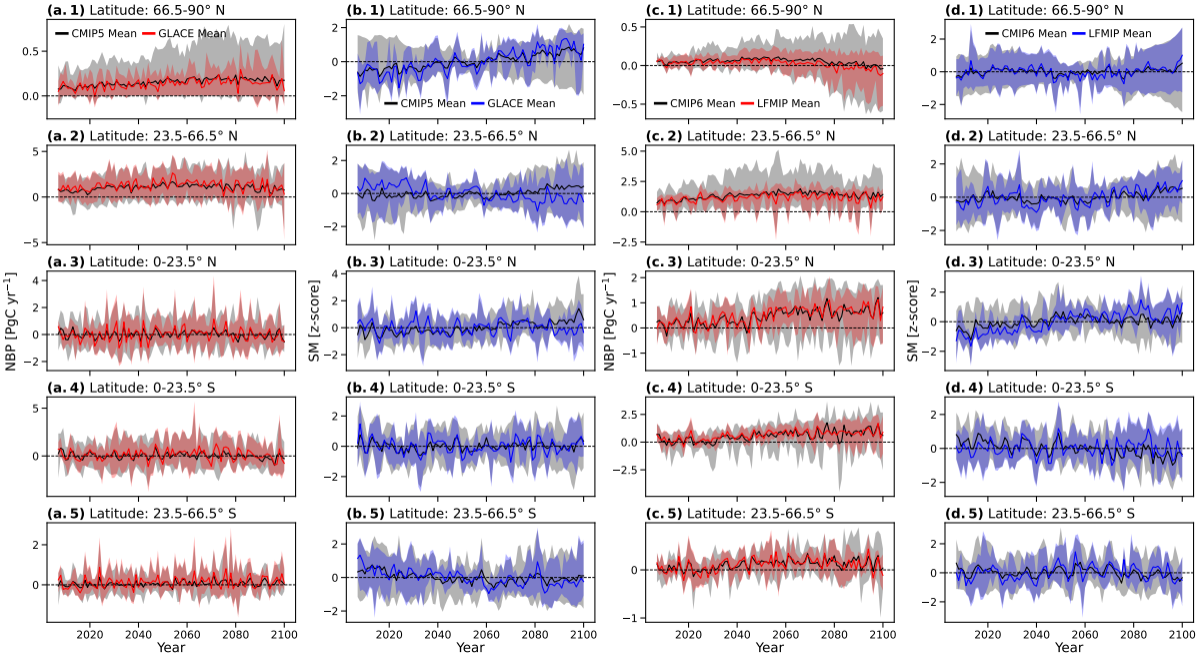 (a. 1) Latitude: 66.5-90° N
(b. 1) Latitude: 66.5-90° N
(c. 1) Latitude: 66.5-90° N
(d. 1) Latitude: 66.5-90° N
CMIP5 Mean GLACE Mean
0.5
0.0
2
0
−2
CMIP5 Mean GLACE Mean
0.5
0.0
−0.5
CMIP6 Mean LFMIP Mean
CMIP6 Mean LFMIP Mean
2
0
−2
(a. 2) Latitude: 23.5-66.5° N
(b. 2) Latitude: 23.5-66.5° N
(c. 2) Latitude: 23.5-66.5° N
(d. 2) Latitude: 23.5-66.5° N
5
0
−5
2
0
−2
5.0
2.5
0.0
−2.5
2
0
−2
(a. 3) Latitude: 0-23.5° N
(b. 3) Latitude: 0-23.5° N
(c. 3) Latitude: 0-23.5° N
(d. 3) Latitude: 0-23.5° N
NBP [PgC yr⁻¹]
4
2
0
−2
SM [z-score]
4
2
0
−2
NBP [PgC yr⁻¹]
2
1
0
−1
SM [z-score]
2
0
−2
(a. 4) Latitude: 0-23.5° S
(b. 4) Latitude: 0-23.5° S
(c. 4) Latitude: 0-23.5° S
(d. 4) Latitude: 0-23.5° S
5
0
2
0
−2
2.5
0.0
−2.5
2
0
−2
(a. 5) Latitude: 23.5-66.5° S
(b. 5) Latitude: 23.5-66.5° S
(c. 5) Latitude: 23.5-66.5° S
(d. 5) Latitude: 23.5-66.5° S
2
0
2
0
−2
0
−1
2
0
−2
2020 2040 2060 2080 2100
2020 2040 2060 2080 2100
2020 2040 2060 2080 2100
2020 2040 2060 2080 2100
Year
Year
Year
Year